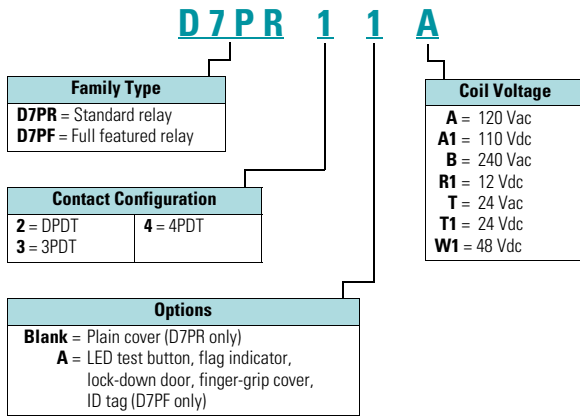 D7PR 1 1 A
Family Type
D7PR = Standard relay
D7PF = Full featured relay
Coil Voltage
A = 120 Vac
A1 = 110 Vdc
B = 240 Vac
R1 = 12 Vdc
T = 24 Vac
T1 = 24 Vdc
W1 = 48 Vdc
Contact Configuration
2 = DPDT
3 = 3PDT
4 = 4PDT
Options
Blank = Plain cover (D7PR only)
A = LED test button, flag indicator,
lock-down door, finger-grip cover,
ID tag (D7PF only)